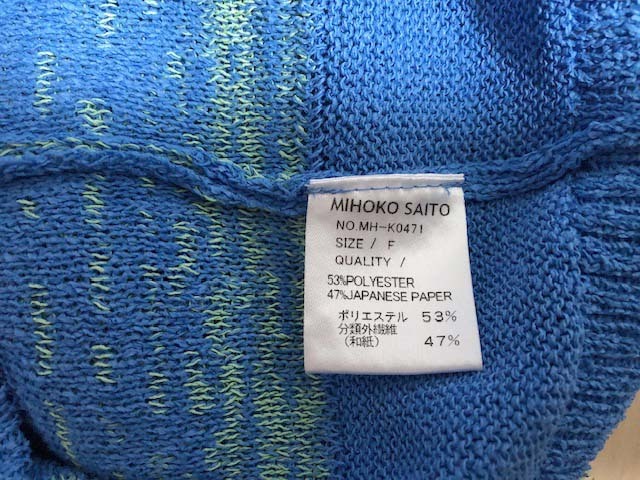 MIHOKO SAITO
NO.MH-K0471
SIZE / F
QUALITY /
53%POLYESTER
47%JAPANESE PAPER
ポリエステル 53%
分類外繊維
(和紙) 47%